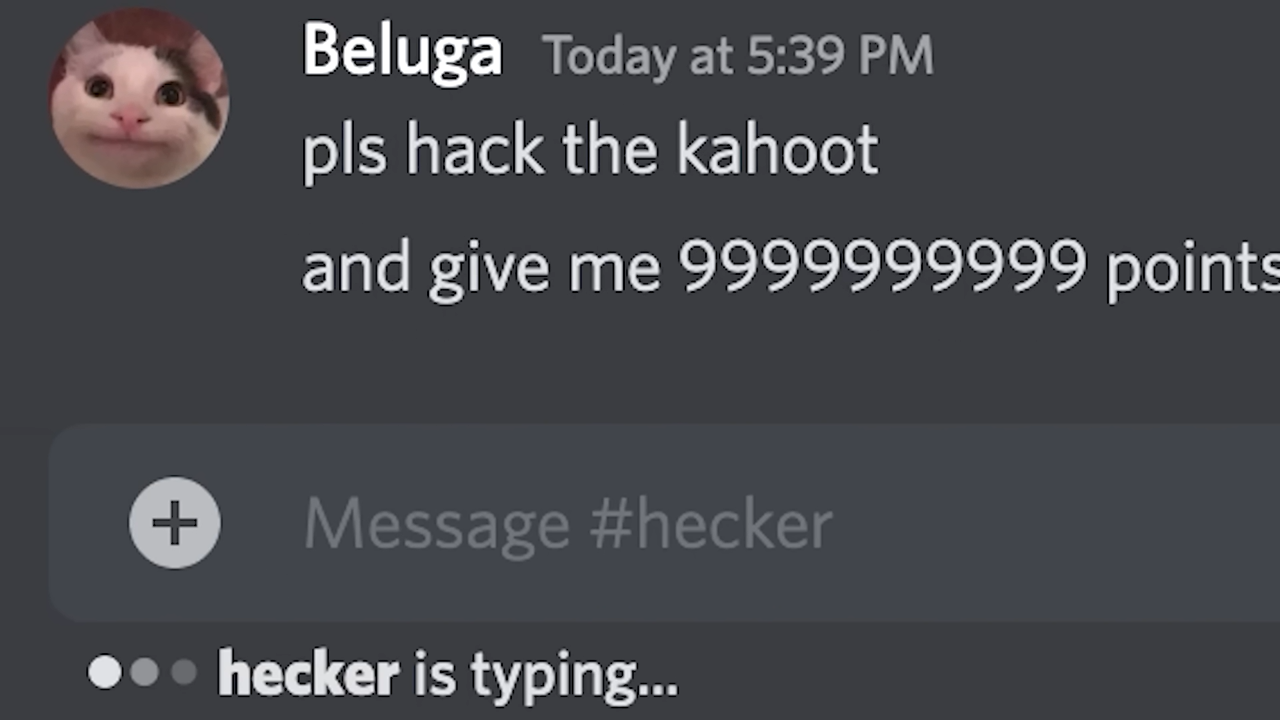 Beluga Today at 5:39 PM
pls hack the kahoot
and give me 9999999999 points
Message #hecker
hecker is typing...